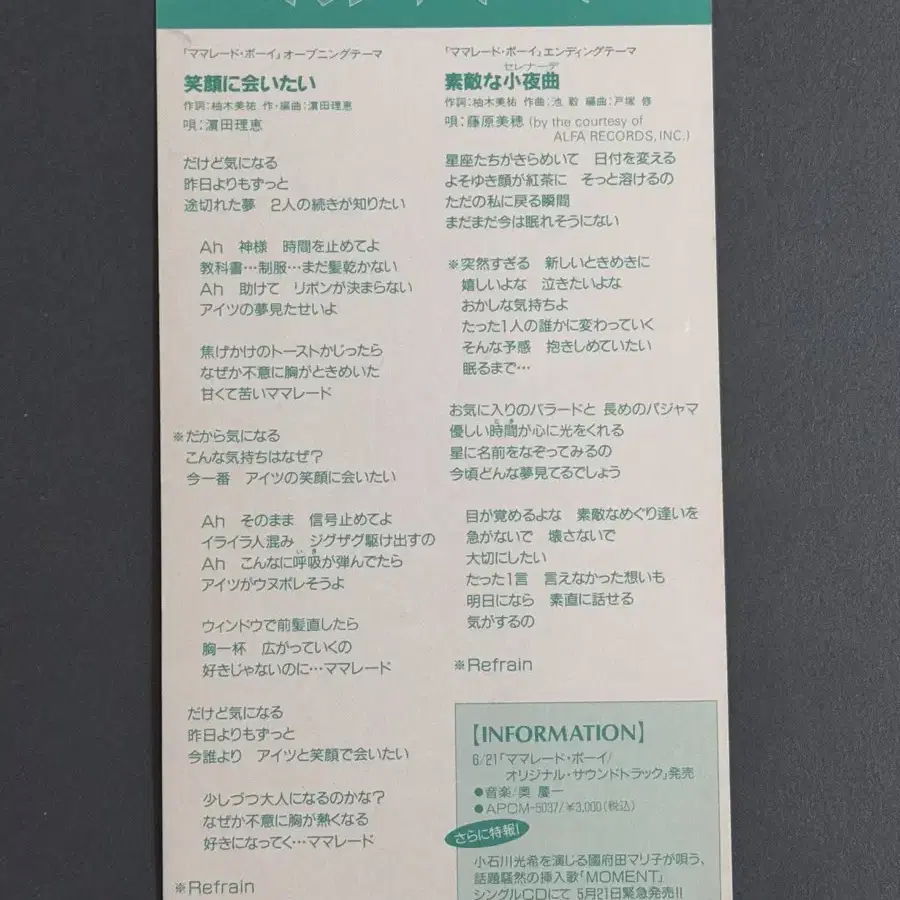 「ママレード・ボーイ」オープニングテーマ
笑顔に会いたい
作詞:柚木美祐 作・編曲:濱田理恵
唄:濱田理恵
だけど気になる
昨日よりもずっと
途切れた夢 2人の続きが知りたい
Ah 神様 時間を止めてよ
教科書…制服…まだ髪乾かない
Ah 助けて リボンが決まらない
アイツの夢見たせいよ
焦げかけのトーストかじったら
なぜか不意に胸がときめいた
甘くて苦いママレード
※だから気になる
こんな気持ちはなぜ?
今一番 アイツの笑顔に会いたい
Ah そのまま 信号止めてよ
イライラ人混み ジグザグ駆け出すの
いき
Ah こんなに呼吸が弾んでたら
アイツがウヌボレそうよ
ウィンドウで前髪直したら
胸一杯 広がっていくの
好きじゃないのに…ママレード
だけど気になる
昨日よりもずっと
今誰より アイツと笑顔で会いたい
少しづつ大人になるのかな?
なぜか不意に胸が熱くなる
好きになってく…ママレード
※Refrain
「ママレード・ボーイ」エンディングテーマ
セレナーデ
素敵な小夜曲
作詞:柚木美祐 作曲:池 毅 編曲:戸塚 修
唄:藤原美穂 (by the courtesy of
ALFA RECORDS, INC.)
星座たちがきらめいて 日付を変える
よそゆき顔が紅茶に そっと溶けるの
ただの私に戻る瞬間
まだまだ今は眠れそうにない
※突然すぎる 新しいときめきに
嬉しいよな 泣きたいよな
おかしな気持ちよ
たった1人の誰かに変わっていく
そんな予感 抱きしめていたい
眠るまで…
お気に入りのバラードと 長めのパジャマ
とき
優しい時間が心に光をくれる
星に名前をなぞってみるの
今頃どんな夢見てるでしょう
目が覚めるよな 素敵なめぐり逢いを
急がないで 壊さないで
大切にしたい
たった1言 言えなかった想いも
明日になら 素直に話せる
気がするの
※Refrain
【INFORMATION】
6/21「ママレード・ボーイ/
オリジナル・サウンドトラック」発売
●音楽/奥 慶一
●APCM-5037/¥3,000(税込)
さらに特報!
小石川光希を演じる國府田マリ子が唄う、
話題騒然の挿入歌「MOMENT」
シングルCDにて 5月21日緊急発売!!